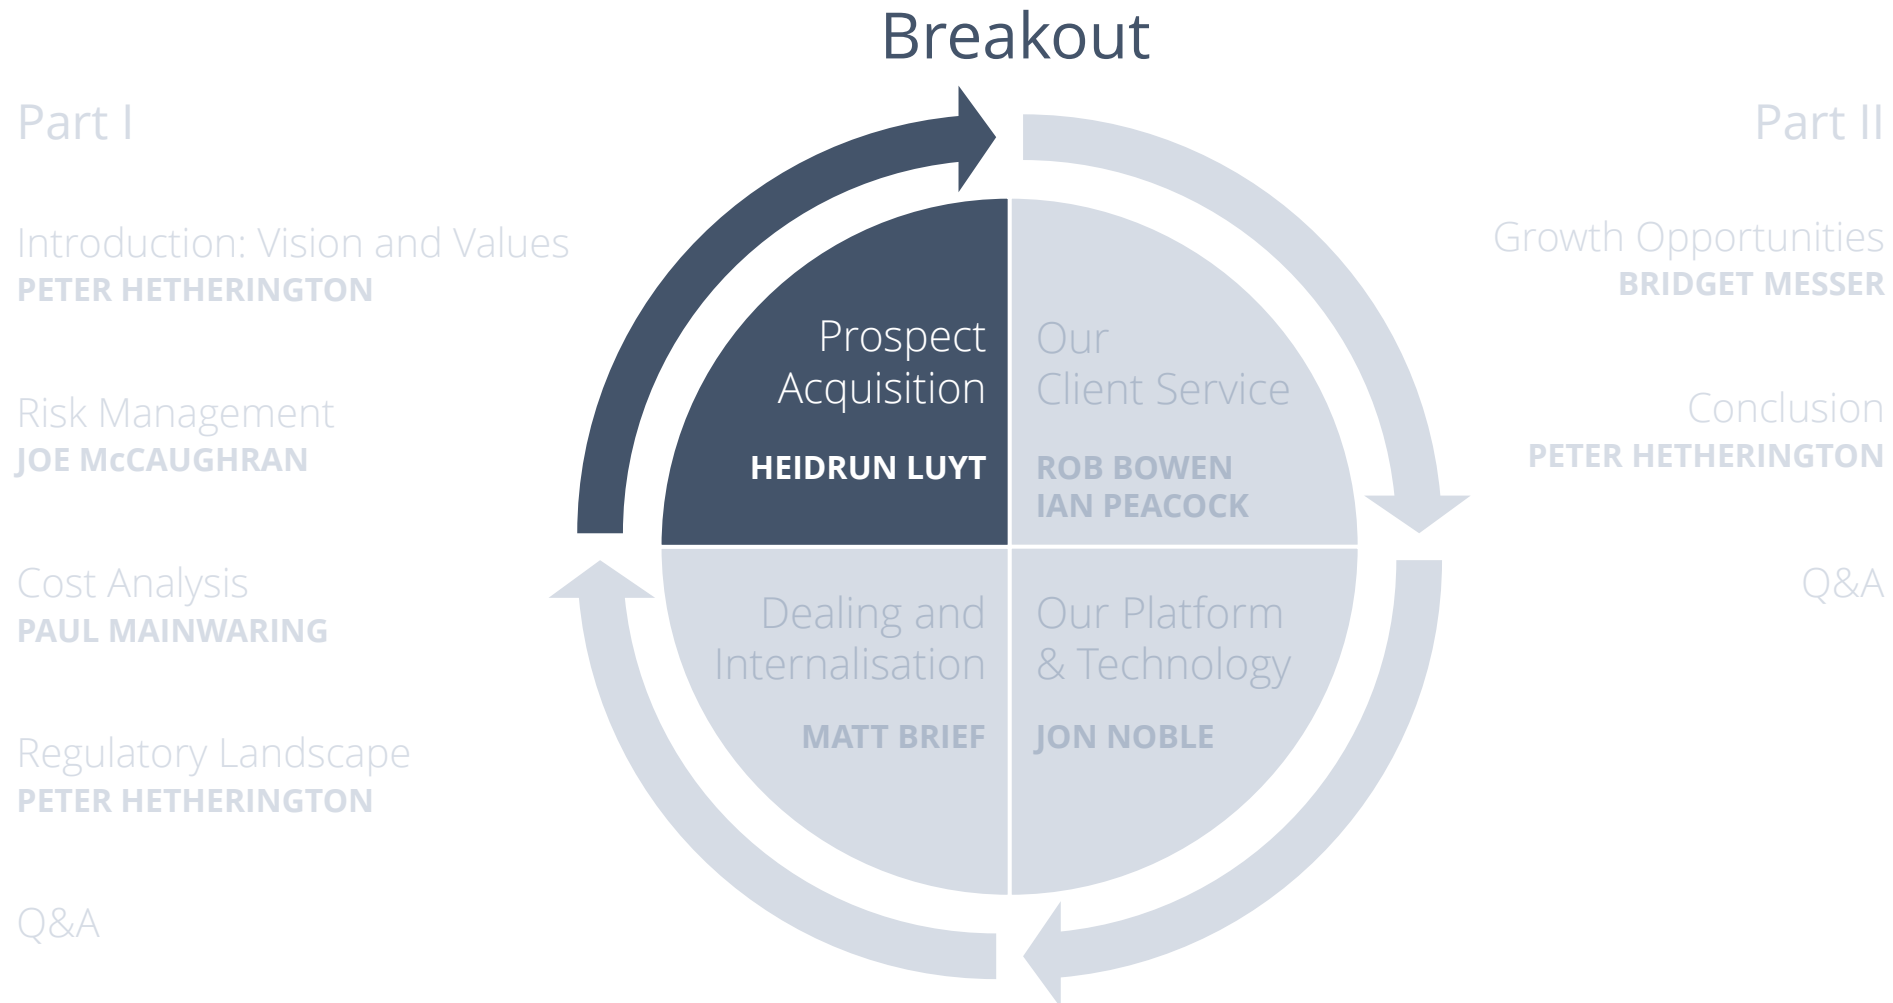 Breakout
Part I
Introduction: Vision and Values
PETER HETHERINGTON
Risk Management
JOE McCAUGHRAN
Cost Analysis
PAUL MAINWARING
Regulatory Landscape
PETER HETHERINGTON
Q&A
Prospect
Acquisition
HEIDRUN LUYT
Our
Client Service
ROB BOWEN
IAN PEACOCK
Dealing and
Internalisation
MATT BRIEF
Our Platform
& Technology
JON NOBLE
Part II
Growth Opportunities
BRIDGET MESSER
Conclusion
PETER HETHERINGTON
Q&A